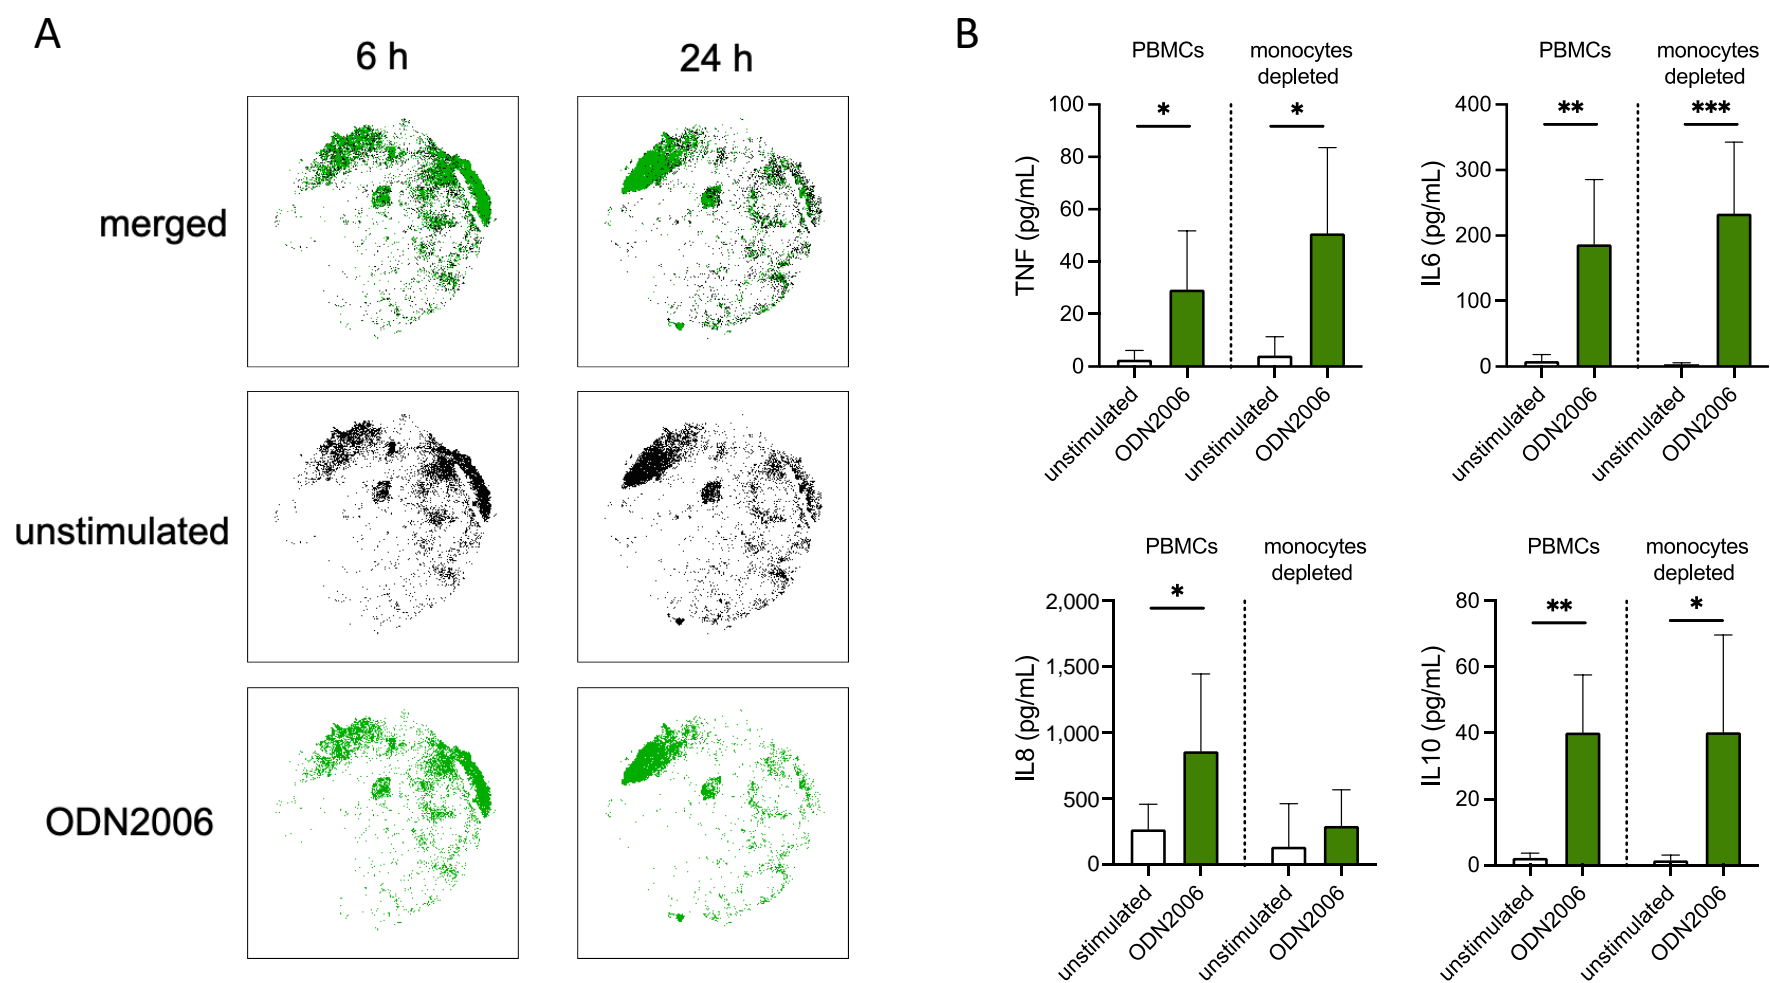 A
6 h
24 h
merged
unstimulated
ODN2006
B
PBMCs
monocytes
depleted
*
*
TNF (pg/mL)
100
80
60
40
20
0
unstimulated
ODN2006
unstimulated
ODN2006
PBMCs
monocytes
depleted
**
***
IL6 (pg/mL)
400
300
200
100
0
unstimulated
ODN2006
unstimulated
ODN2006
PBMCs
monocytes
depleted
*
IL8 (pg/mL)
2,000
1,500
1,000
500
0
unstimulated
ODN2006
unstimulated
ODN2006
PBMCs
monocytes
depleted
**
*
IL10 (pg/mL)
80
60
40
20
0
unstimulated
ODN2006
unstimulated
ODN2006